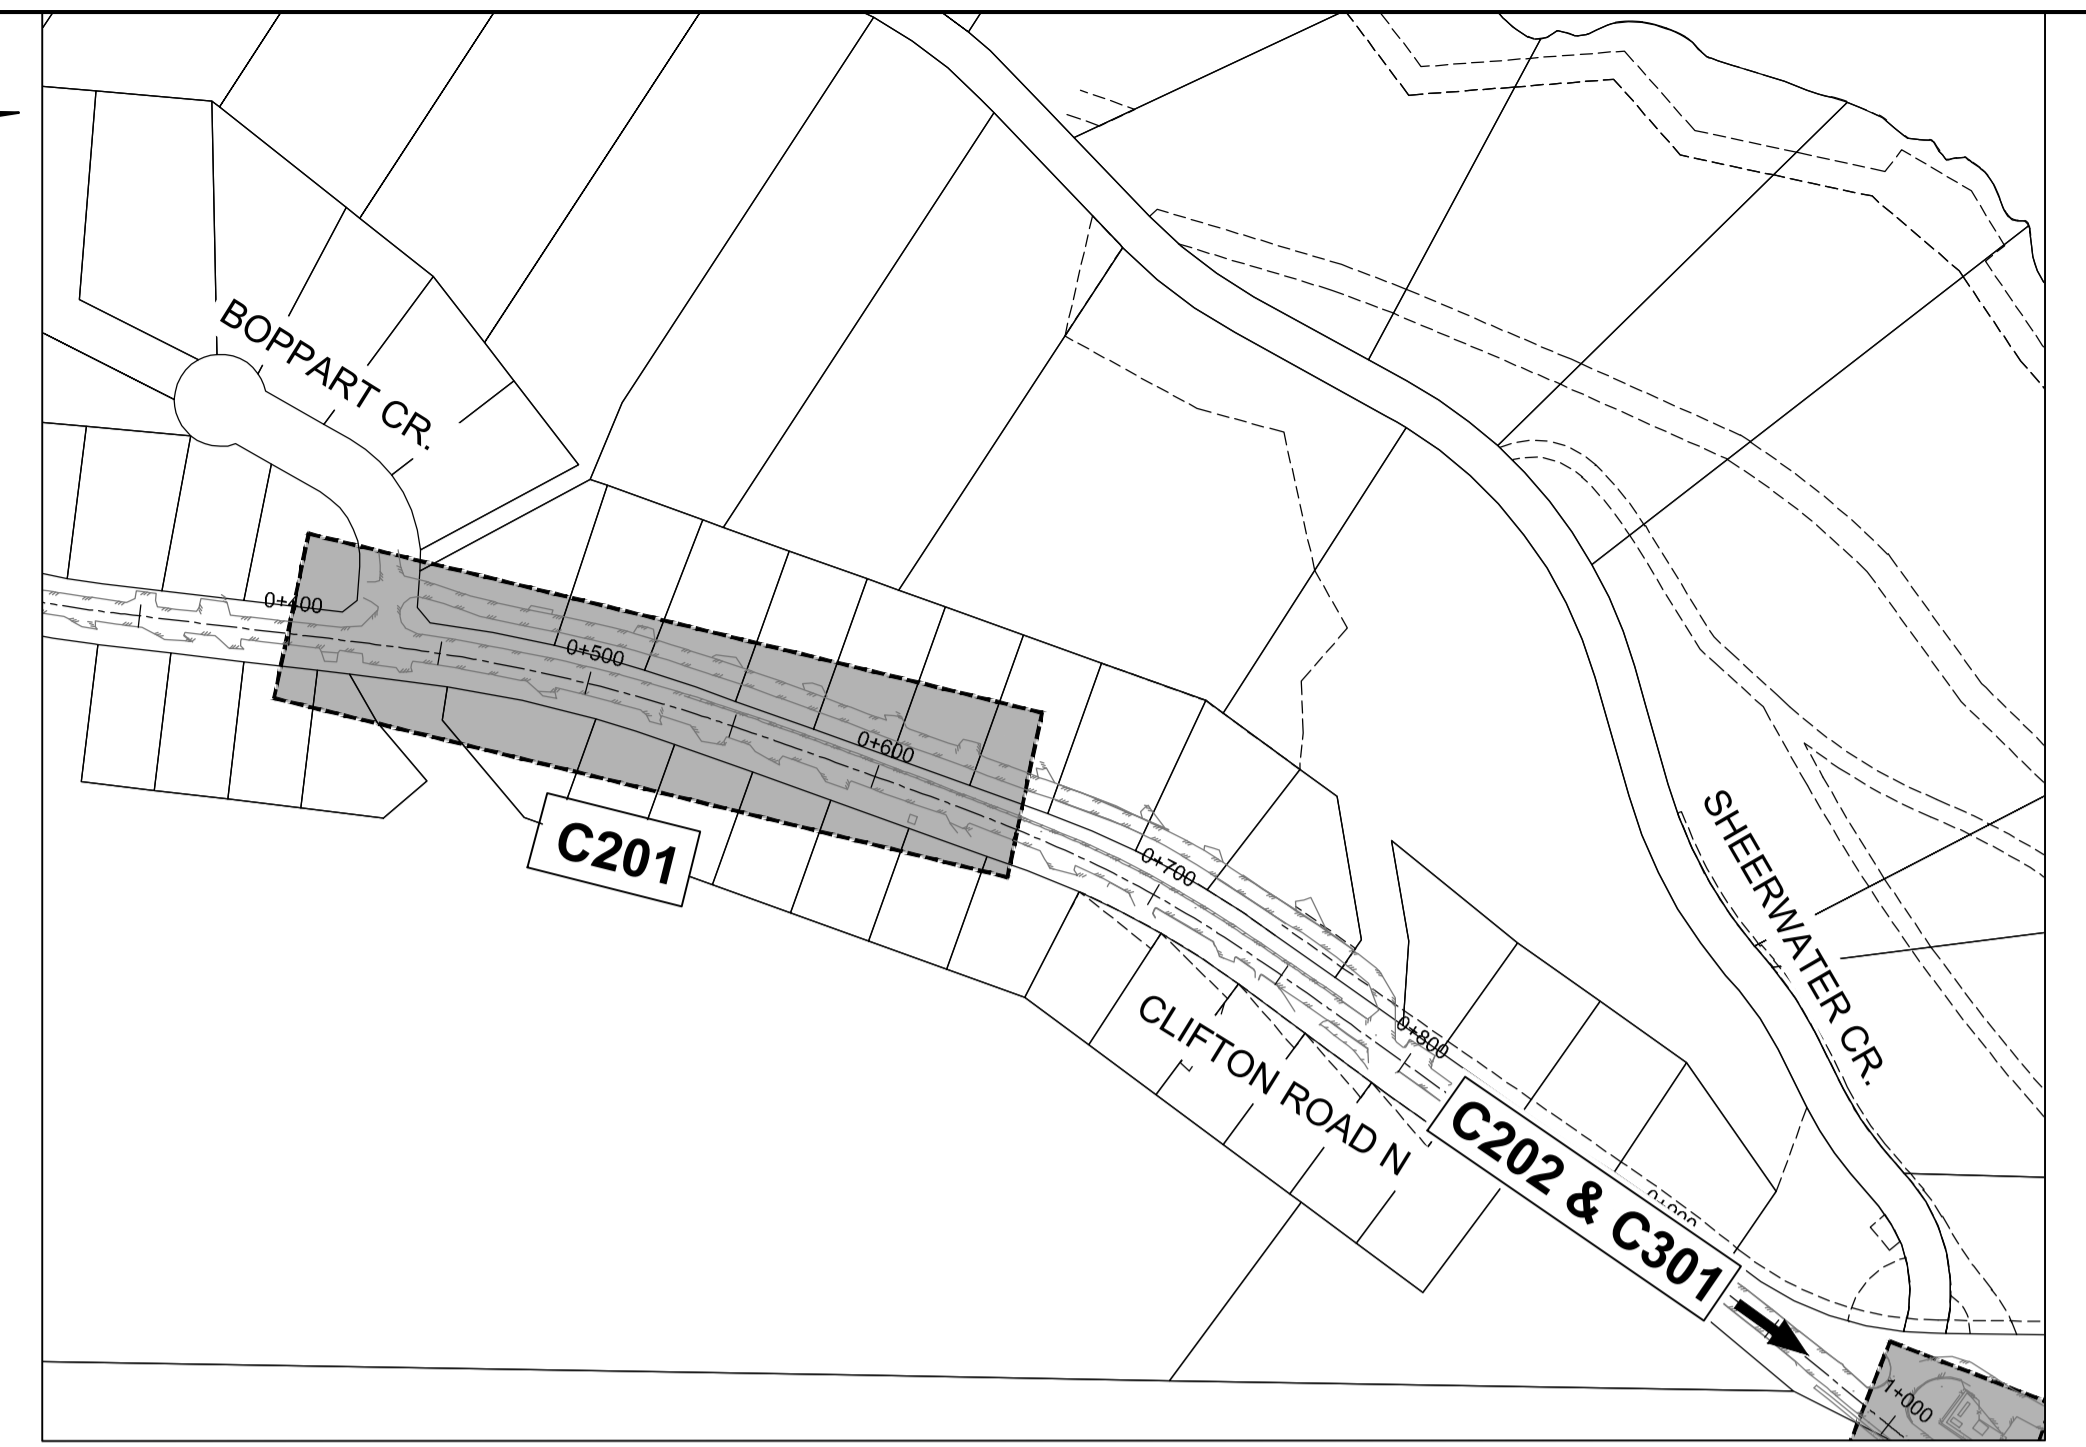 BOPPART CR.
0+400
0+500
0+600
C201
0+700
SHEERWATER CR.
CLIFTON ROAD N
0+800
C202 & C301
1+000